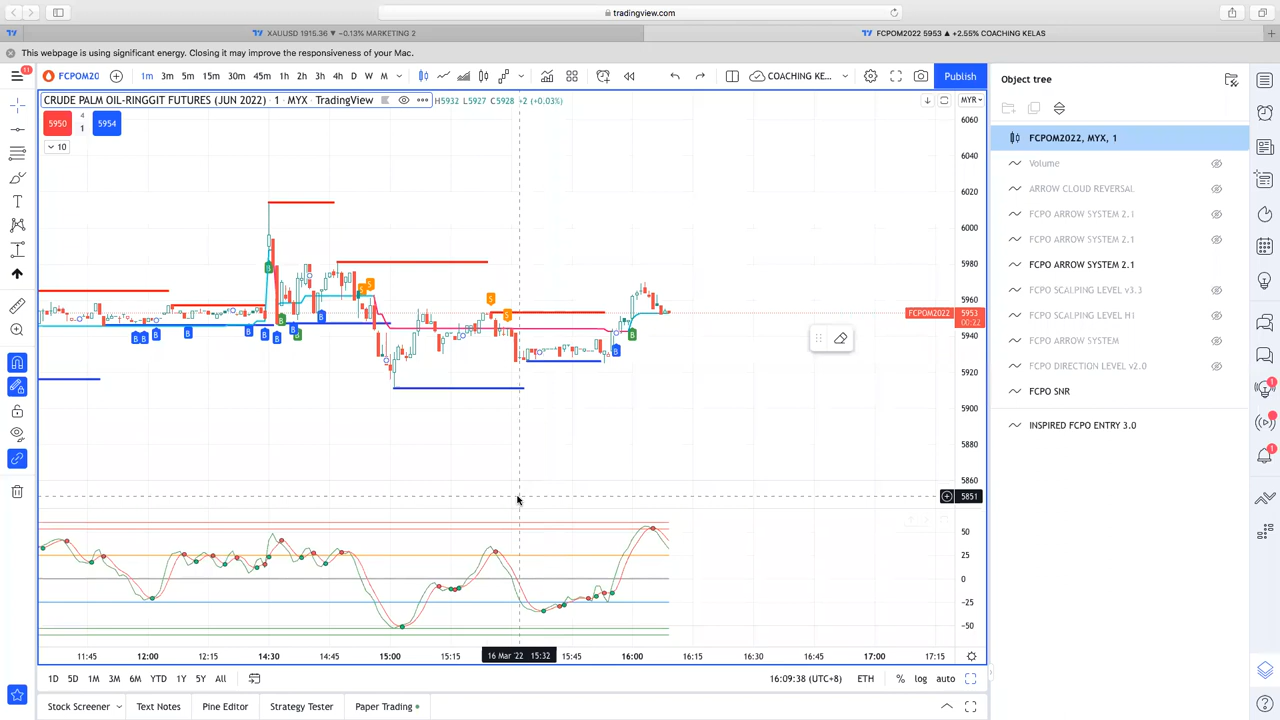 tradingview.com
XAUUSD 1915.36 ▼ −0.13% MARKETING 2
FCPOM2022 5953 ▲ +2.55% COACHING KELAS
This webpage is using significant energy. Closing it may improve the responsiveness of your Mac.
11
FCPOM20
1m 3m 5m 15m 30m 45m 1h 2h 3h 4h D W M
COACHING KE...
Publish
Object tree
CRUDE PALM OIL-RINGGIT FUTURES (JUN 2022) · 1 · MYX · TradingView
H5932 L5927 C5928 +2 (+0.03%)
MYR
5950
4
1
5954
10
6060
6040
6020
6000
5980
5960
FCPOM2022
5953
00:22
5940
5920
5900
5880
5860
5851
50
25
0
−25
−50
B B B B B B B B B B B B
S S S S
B B
FCPOM2022, MYX, 1
Volume
ARROW CLOUD REVERSAL
FCPO ARROW SYSTEM 2.1
FCPO ARROW SYSTEM 2.1
FCPO ARROW SYSTEM 2.1
FCPO SCALPING LEVEL v3.3
FCPO SCALPING LEVEL H1
FCPO ARROW SYSTEM
FCPO DIRECTION LEVEL v2.0
FCPO SNR
INSPIRED FCPO ENTRY 3.0
1
1
11:45 12:00 12:15 14:30 14:45 15:00 15:15 16 Mar '22 15:32 15:45 16:00 16:15 16:45 16:45 17:00 17:15
1D 5D 1M 3M 6M YTD 1Y 5Y All
16:09:38 (UTC+8)
ETH
% log auto
Stock Screener
Text Notes
Pine Editor
Strategy Tester
Paper Trading